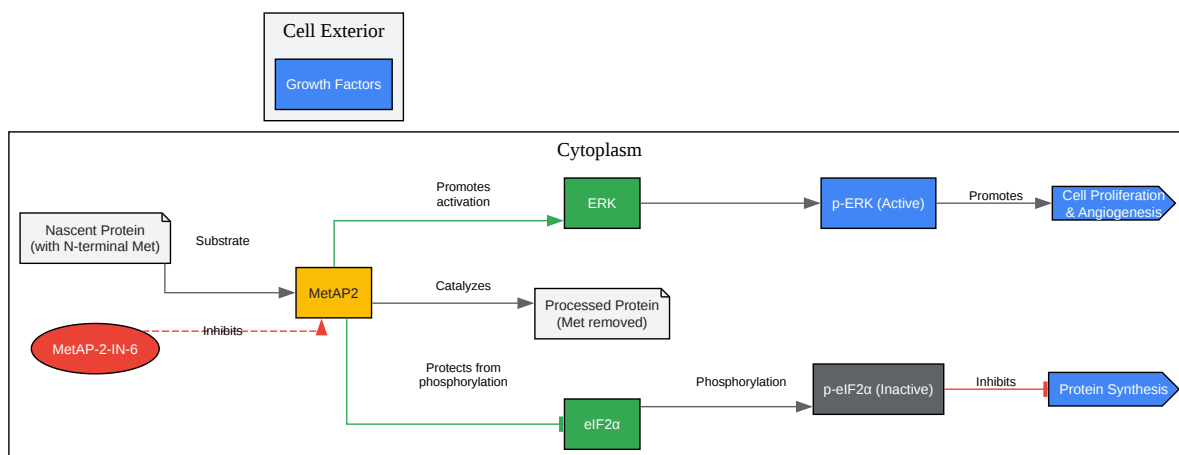 Cell Exterior
Growth Factors
Cytoplasm
Promotes
activation
ERK
p-ERK (Active)
Promotes
Cell Proliferation
& Angiogenesis
Nascent Protein
(with N-terminal Met)
Substrate
MetAP2
Catalyzes
Processed Protein
(Met removed)
MetAP-2-IN-6
Inhibits
Protects from
phosphorylation
eIF2α
Phosphorylation
p-eIF2α (Inactive)
Inhibits
Protein Synthesis